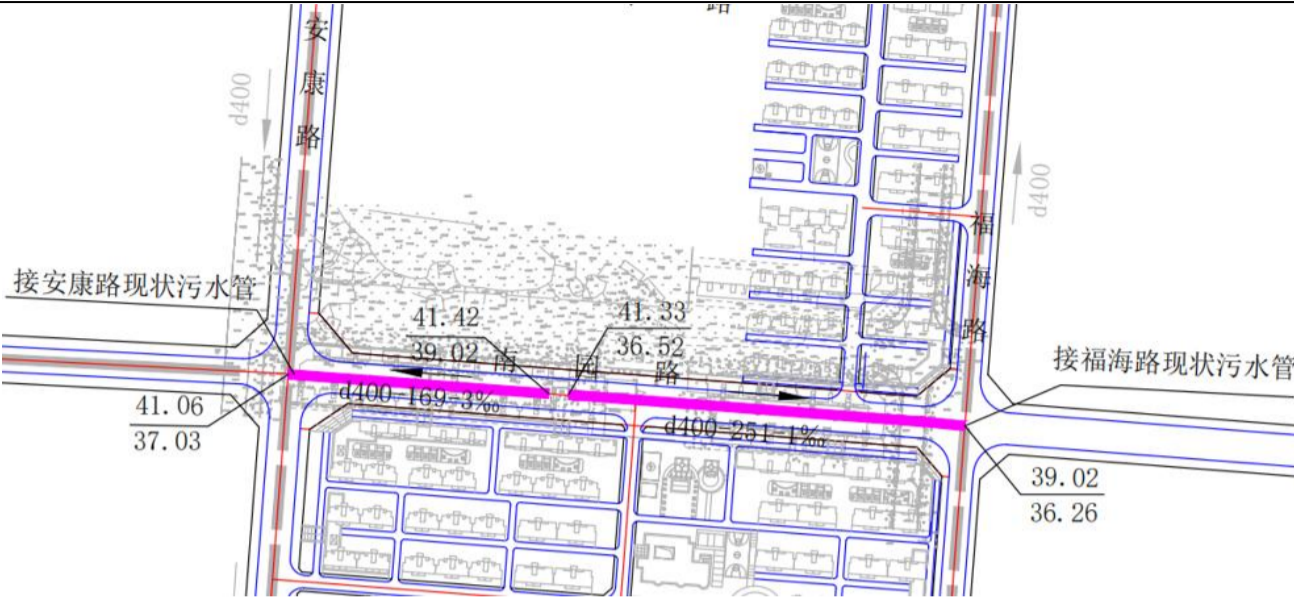 路
安
康
路
d400
d400
福
海
路
接安康路现状污水管
41.42
39.02
41.33
36.52
南 园 路
接福海路现状污水管
d400-169-3‰
d400-251-1‰
41.06
37.03
39.02
36.26